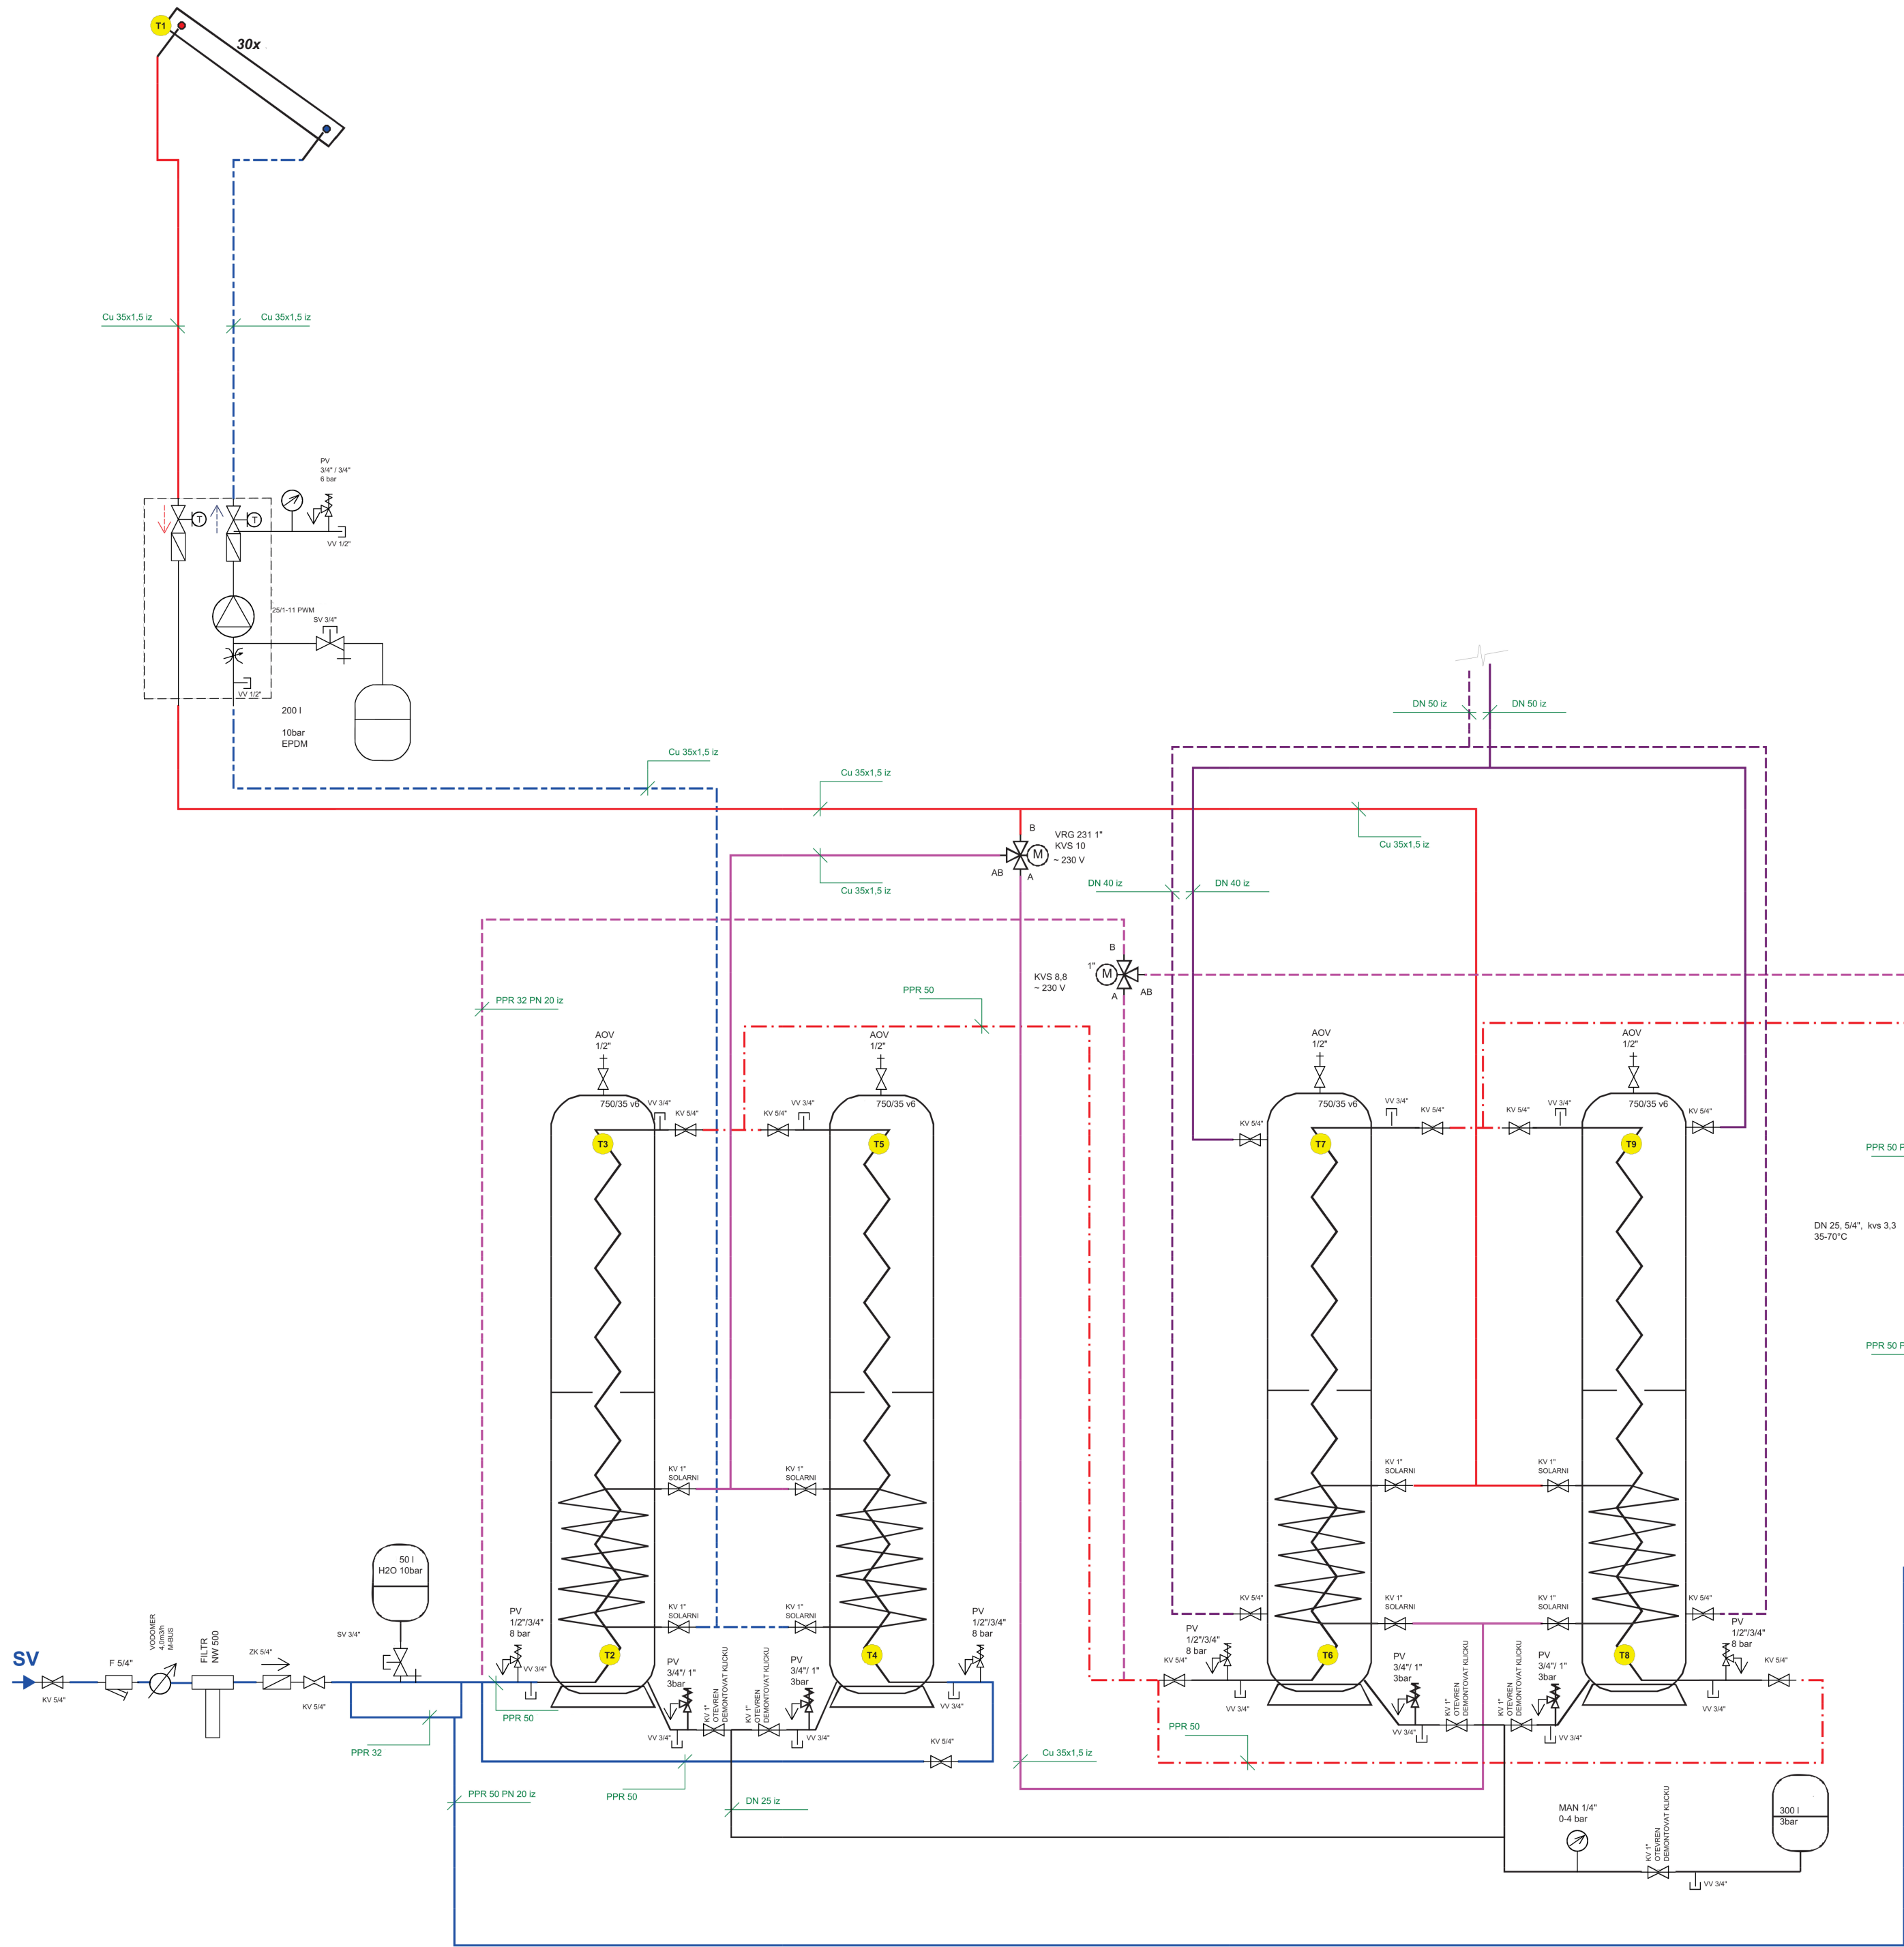 T1
30x
Cu 35x1,5 iz
Cu 35x1,5 iz
PV
3/4" / 3/4"
6 bar
T
T
VV 1/2"
25/1-11 PWM
SV 3/4"
VV 1/2"
200 l
10bar
EPDM
DN 50 iz
DN 50 iz
Cu 35x1,5 iz
Cu 35x1,5 iz
B
VRG 231 1"
KVS 10
~ 230 V
M
AB
A
Cu 35x1,5 iz
Cu 35x1,5 iz
DN 40 iz
DN 40 iz
B
1"
M
KVS 8,8
~ 230 V
A
AB
PPR 32 PN 20 iz
PPR 50
AOV
1/2"
AOV
1/2"
AOV
1/2"
AOV
1/2"
750/35 v6
VV 3/4"
KV 5/4"
KV 5/4"
VV 3/4"
750/35 v6
KV 5/4"
750/35 v6
VV 3/4"
KV 5/4"
KV 5/4"
VV 3/4"
750/35 v6
KV 5/4"
T3
T5
T7
T9
PPR 50 P
DN 25, 5/4", kvs 3,3
35-70°C
PPR 50 P
KV 1"
SOLARNI
KV 1"
SOLARNI
KV 1"
SOLARNI
KV 1"
SOLARNI
50 l
H2O 10bar
SV 3/4"
PV
1/2"/3/4"
8 bar
KV 1"
SOLARNI
KV 1"
SOLARNI
PV
1/2"/3/4"
8 bar
KV 5/4"
KV 1"
SOLARNI
KV 1"
SOLARNI
KV 5/4"
PV
1/2"/3/4"
8 bar
PV
1/2"/3/4"
8 bar
SV
KV 5/4"
F 5/4"
VODOMER
4,0m3/h
M-BUS
FILTR
NW 500
ZK 5/4"
KV 5/4"
VV 3/4"
T2
PV
3/4"/ 1"
3bar
KV 1"
OTEVREN
DEMONTOVAT KLICKU
KV 1"
OTEVREN
DEMONTOVAT KLICKU
PV
3/4"/ 1"
3bar
T4
VV 3/4"
KV 5/4"
VV 3/4"
T6
PV
3/4"/ 1"
3bar
KV 1"
OTEVREN
DEMONTOVAT KLICKU
KV 1"
OTEVREN
DEMONTOVAT KLICKU
PV
3/4"/ 1"
3bar
T8
VV 3/4"
KV 5/4"
PPR 50
VV 3/4"
VV 3/4"
KV 5/4"
PPR 50
VV 3/4"
VV 3/4"
PPR 32
Cu 35x1,5 iz
PPR 50 PN 20 iz
PPR 50
DN 25 iz
MAN 1/4"
0-4 bar
KV 1"
OTEVREN
DEMONTOVAT KLICKU
300 l
3bar
VV 3/4"